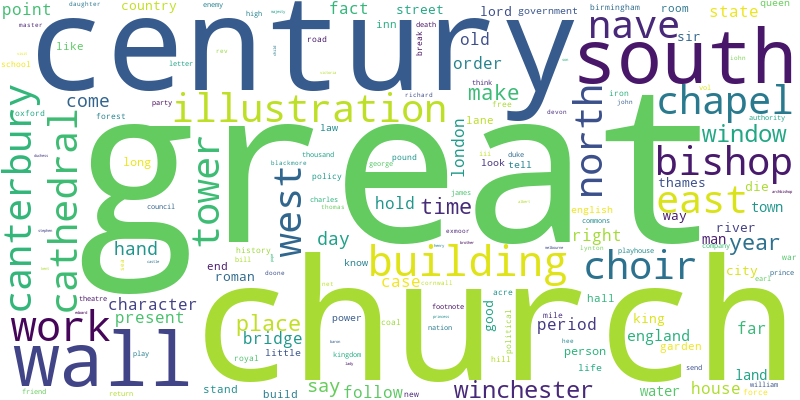 daughter
enemy
point
country
fact
street
lord
government
birmingham
room
state
queen
master
high
inn
century
nave
south
like
road
death
break
old
sir
school
letter
rev
order
think
come
party
richard
make
iron
john
chapel
illustration
free
devon
oxford
forest
law
lane
authority
london
north
window
great
canterbury
cathedral
tower
west
long
thousand
pound
george
look
duke
tell
bishop
blackmore
policy
thames
die
council
charles
thomas
hold
time
james
east
english
commons
way
town
hand
day
exmoor
right
river
man
year
history
bill
know
building
playhouse
lynton
company
choir
war
end
roman
doone
case
cornwall
city
prince
earl
theatre
character
footnote
acre
hall
work
present
place
power
coal
good
mile
period
king
far
bridge
nation
england
wall
play
little
kingdom
lady
political
hee
person
garden
church
royal
hill
life
land
stand
build
say
follow
new
winchester
send
water
house
william
friend
return
force